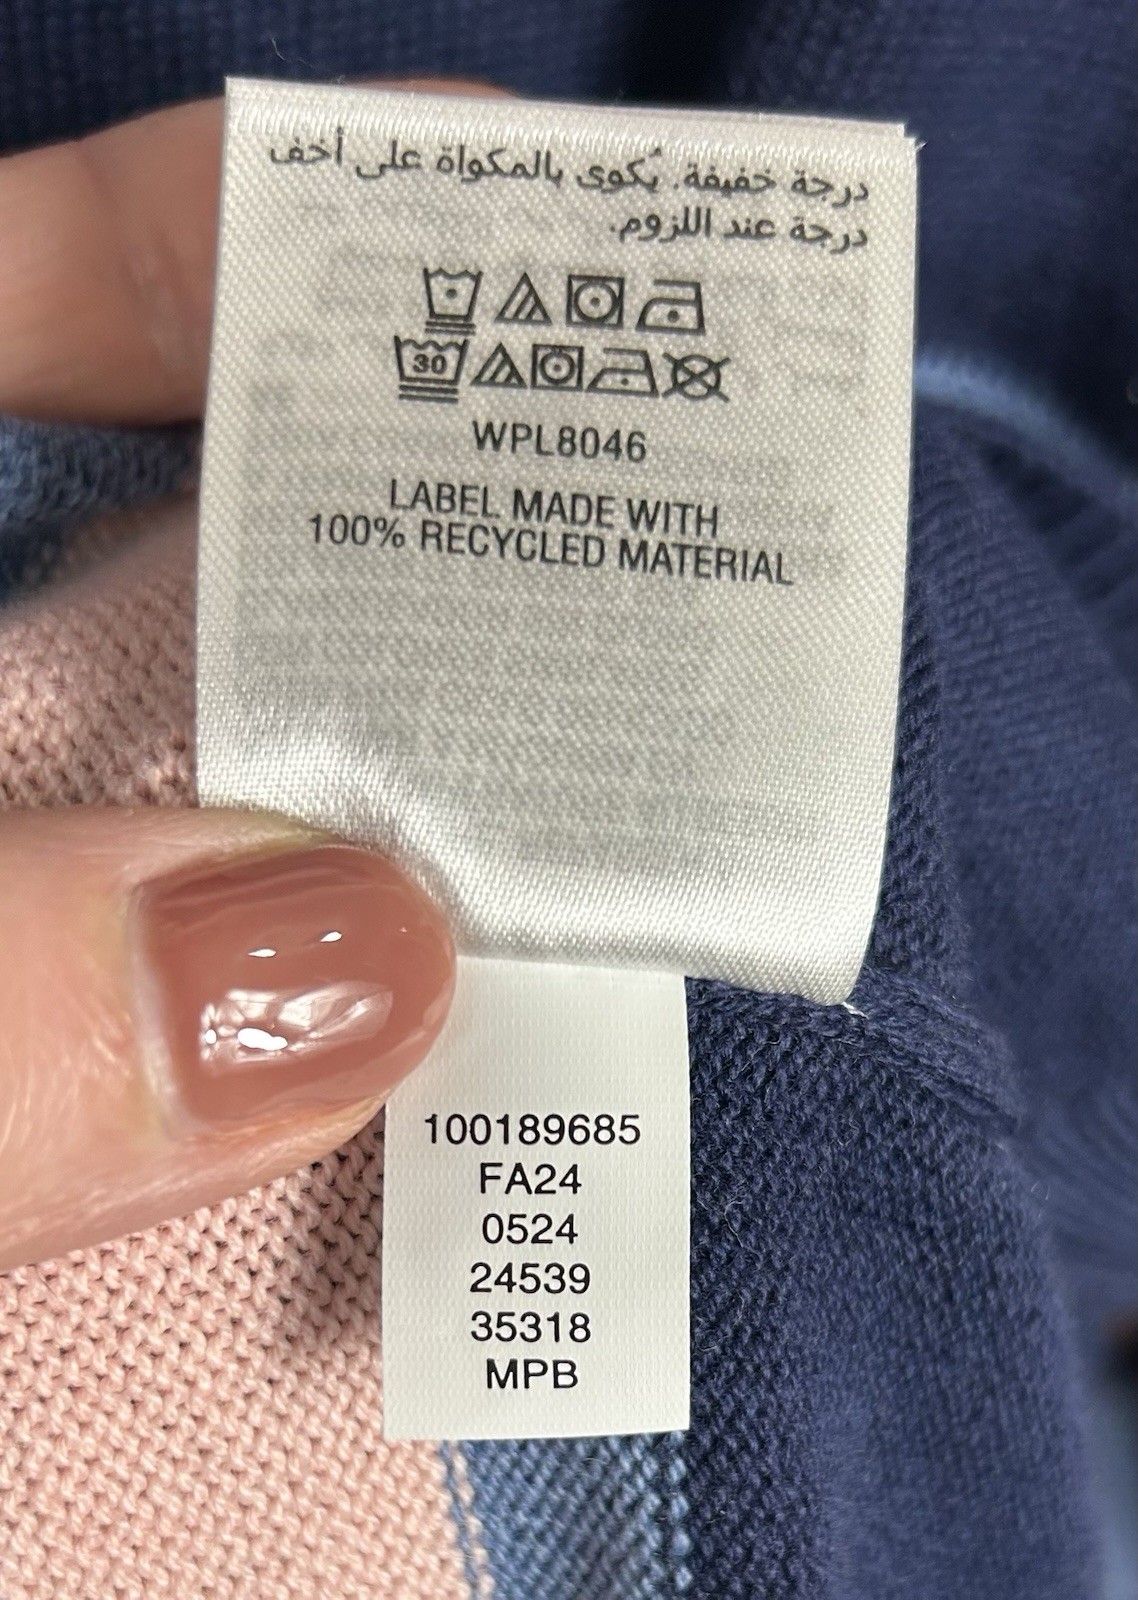 درجة خفيفة. يُكوى بالمكواة على أخف
درجة عند اللزوم.
30
WPL8046
LABEL MADE WITH
100% RECYCLED MATERIAL
100189685
FA24
0524
24539
35318
MPB